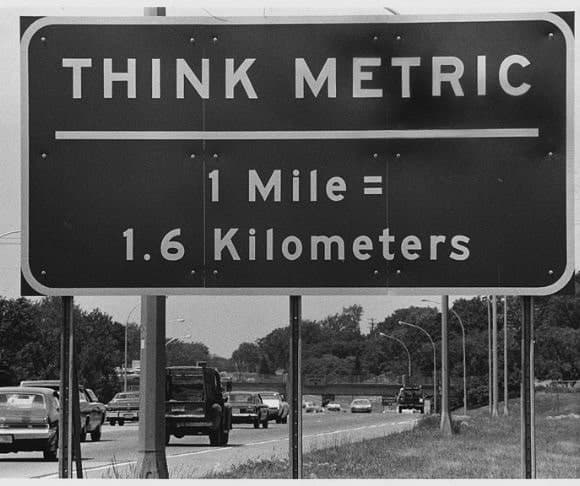 THINK METRIC
1 Mile =
1.6 Kilometers